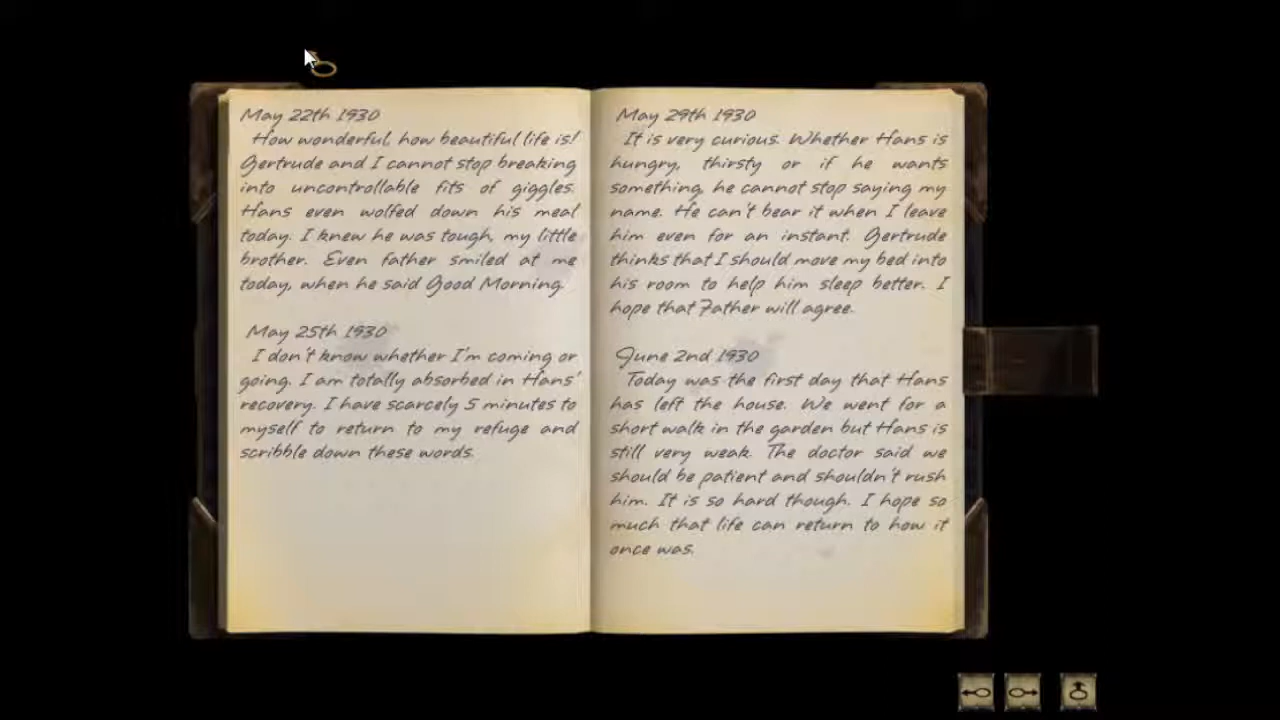 May 22th 1930
How wonderful, how beautiful life is!
Gertrude and I cannot stop breaking
into uncontrollable fits of giggles.
Hans even wolfed down his meal
today. I knew he was tough, my little
brother. Even father smiled at me
today, when he said Good Morning.
May 25th 1930
I don't know whether I'm coming or
going. I am totally absorbed in Hans'
recovery. I have scarcely 5 minutes to
myself to return to my refuge and
scribble down these words.
May 29th 1930
It is very curious. Whether Hans is
hungry, thirsty or if he wants
something, he cannot stop saying my
name. He can't bear it when I leave
him even for an instant. Gertrude
thinks that I should move my bed into
his room to help him sleep better. I
hope that Father will agree.
June 2nd 1930
Today was the first day that Hans
has left the house. We went for a
short walk in the garden but Hans is
still very weak. The doctor said we
should be patient and shouldn't rush
him. It is so hard though. I hope so
much that life can return to how it
once was.